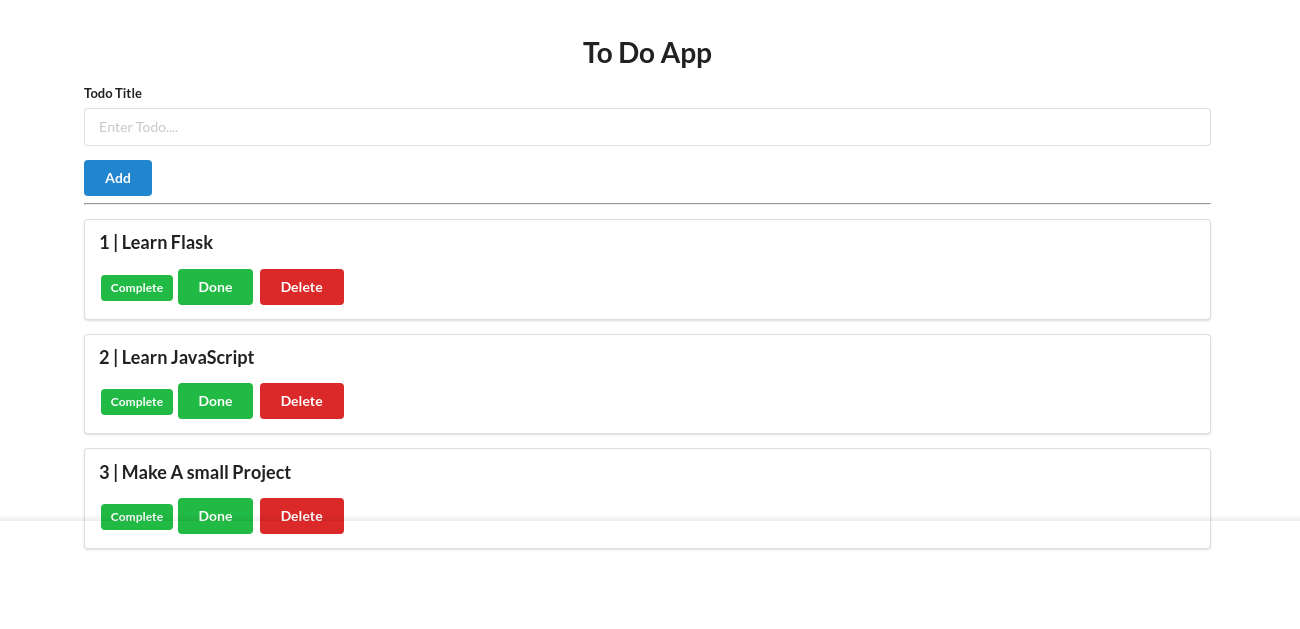 To Do App
Todo Title
Enter Todo....
Add
1 | Learn Flask
Complete Done Delete
2 | Learn JavaScript
Complete Done Delete
3 | Make A small Project
Complete Done Delete